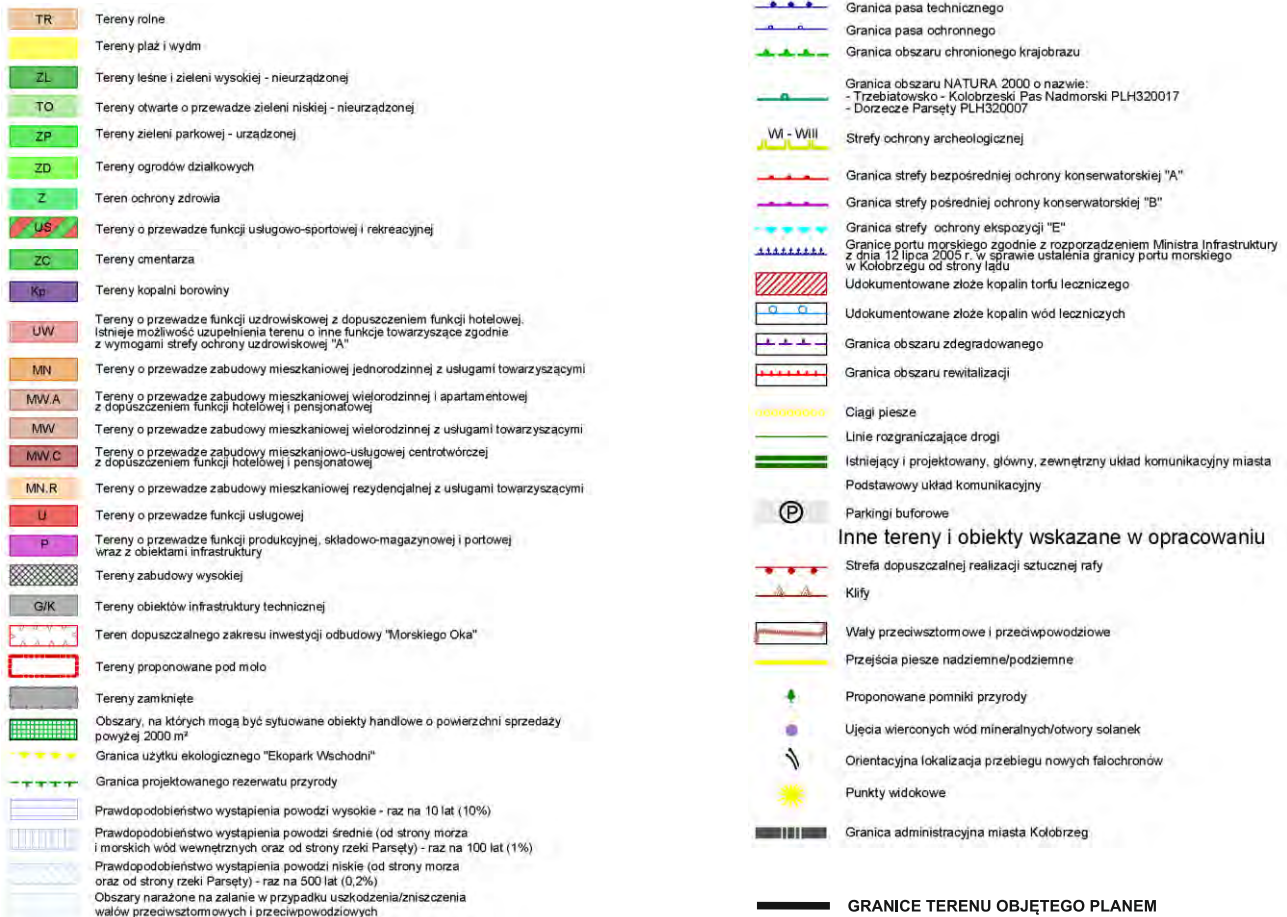 TR Tereny rolne
Tereny plaż i wydm
ZL Tereny leśne i zieleni wysokiej - nieurządzonej
TO Tereny otwarte o przewadze zieleni niskiej - nieurządzonej
ZP Tereny zieleni parkowej - urządzonej
ZD Tereny ogrodów działkowych
Z Teren ochrony zdrowia
US Tereny o przewadze funkcji usługowo-sportowej i rekreacyjnej
ZC Tereny cmentarza
Kp Tereny kopalni borowiny
Tereny o przewadze funkcji uzdrowiskowej z dopuszczeniem funkcji hotelowej.
UW Istnieje możliwość uzupełnienia terenu o inne funkcje towarzyszące zgodnie
z wymogami strefy ochrony uzdrowiskowej "A"
MN Tereny o przewadze zabudowy mieszkaniowej jednorodzinnej z usługami towarzyszącymi
MW.A Tereny o przewadze zabudowy mieszkaniowej wielorodzinnej i apartamentowej
z dopuszczeniem funkcji hotelowej i pensjonatowej
MW Tereny o przewadze zabudowy mieszkaniowej wielorodzinnej z usługami towarzyszącymi
MW.C Tereny o przewadze zabudowy mieszkaniowo-usługowej centrotwórczej
z dopuszczeniem funkcji hotelowej i pensjonatowej
MN.R Tereny o przewadze zabudowy mieszkaniowej rezydencjalnej z usługami towarzyszącymi
U Tereny o przewadze funkcji usługowej
P Tereny o przewadze funkcji produkcyjnej, składowo-magazynowej i portowej
wraz z obiektami infrastruktury
Tereny zabudowy wysokiej
G/K Tereny obiektów infrastruktury technicznej
Teren dopuszczalnego zakresu inwestycji odbudowy "Morskiego Oka"
Tereny proponowane pod molo
Tereny zamknięte
Obszary, na których mogą być sytuowane obiekty handlowe o powierzchni sprzedaży
powyżej 2000 m²
Granica użytku ekologicznego "Ekopark Wschodni"
Granica projektowanego rezerwatu przyrody
Prawdopodobieństwo wystąpienia powodzi wysokie - raz na 10 lat (10%)
Prawdopodobieństwo wystąpienia powodzi średnie (od strony morza
i morskich wód wewnętrznych oraz od strony rzeki Parsęty) - raz na 100 lat (1%)
Prawdopodobieństwo wystąpienia powodzi niskie (od strony morza
oraz od strony rzeki Parsęty) - raz na 500 lat (0,2%)
Obszary narażone na zalanie w przypadku uszkodzenia/zniszczenia
wałów przeciwsztormowych i przeciwpowodziowych
Granica pasa technicznego
Granica pasa ochronnego
Granica obszaru chronionego krajobrazu
Granica obszaru NATURA 2000 o nazwie:
- Trzebiatowsko - Kołobrzeski Pas Nadmorski PLH320017
- Dorzecze Parsęty PLH320007
WI - WIII Strefy ochrony archeologicznej
Granica strefy bezpośredniej ochrony konserwatorskiej "A"
Granica strefy pośredniej ochrony konserwatorskiej "B"
Granica strefy ochrony ekspozycji "E"
Granice portu morskiego zgodnie z rozporządzeniem Ministra Infrastruktury
z dnia 12 lipca 2005 r. w sprawie ustalenia granicy portu morskiego
w Kołobrzegu od strony lądu
Udokumentowane złoże kopalin torfu leczniczego
Udokumentowane złoże kopalin wód leczniczych
Granica obszaru zdegradowanego
Granica obszaru rewitalizacji
Ciągi piesze
Linie rozgraniczające drogi
Istniejący i projektowany, główny, zewnętrzny układ komunikacyjny miasta
Podstawowy układ komunikacyjny
P Parkingi buforowe
Inne tereny i obiekty wskazane w opracowaniu
Strefa dopuszczalnej realizacji sztucznej rafy
Klify
Wały przeciwsztormowe i przeciwpowodziowe
Przejścia piesze nadziemne/podziemne
Proponowane pomniki przyrody
Ujęcia wierconych wód mineralnych/otwory solanek
Orientacyjna lokalizacja przebiegu nowych falochronów
Punkty widokowe
Granica administracyjna miasta Kołobrzeg
GRANICE TERENU OBJĘTEGO PLANEM